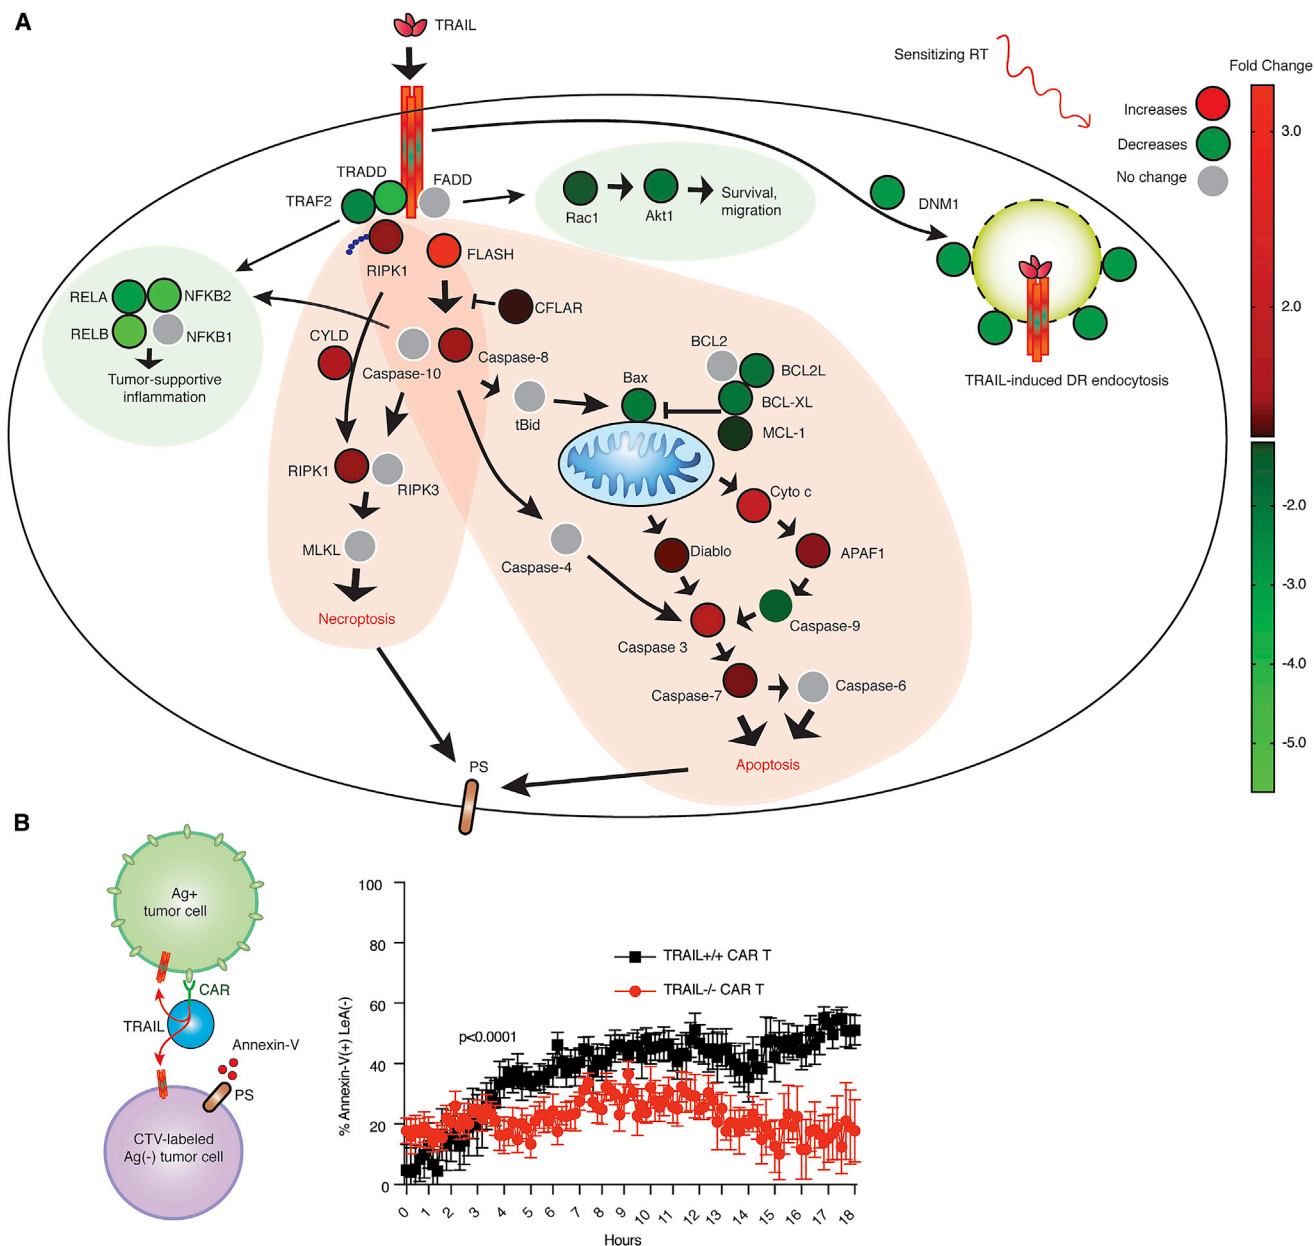 A
TRAIL
Sensitizing RT
Fold Change
Increases
Decreases
No change
3.0
2.0
-2.0
-3.0
-4.0
-5.0
TRADD
FADD
TRAF2
RIPK1
FLASH
Rac1
Akt1
Survival,
migration
DNM1
TRAIL-induced DR endocytosis
RELA
NFKB2
RELB
NFKB1
Tumor-supportive
inflammation
CFLAR
CYLD
Caspase-8
Caspase-10
tBid
Bax
BCL2
BCL2L
BCL-XL
MCL-1
RIPK1
RIPK3
MLKL
Necroptosis
Caspase-4
Cyto c
Diablo
APAF1
Caspase-9
Caspase 3
Caspase-7
Caspase-6
Apoptosis
PS
B
Ag+
tumor cell
CAR
TRAIL
Annexin-V
PS
CTV-labeled
Ag(-) tumor cell
% Annexin-V(+) LeA(-)
100
80
60
40
20
0
TRAIL+/+ CAR T
TRAIL-/- CAR T
p<0.0001
0 1 2 3 4 5 6 7 8 9 10 11 12 13 14 15 16 17 18
Hours